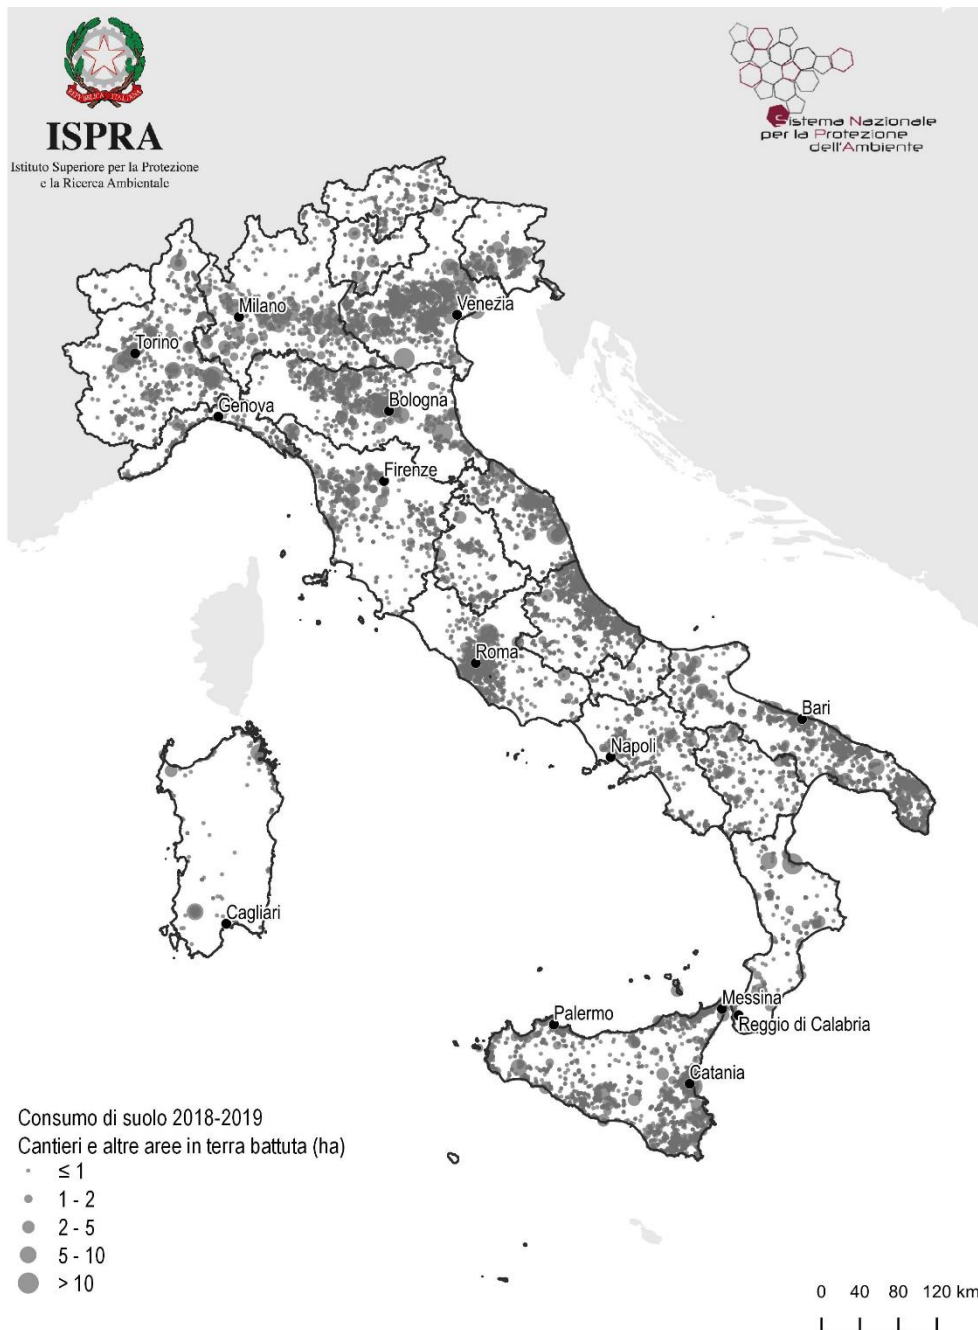 REPVBBLICA ITALIANA
ISPRA
Istituto Superiore per la Protezione
e la Ricerca Ambientale
Sistema Nazionale
per la Protezione
dell'Ambiente
Milano
Venezia
Torino
Genova
Bologna
Firenze
Roma
Bari
Napoli
Cagliari
Messina
Palermo
Reggio di Calabria
Catania
Consumo di suolo 2018-2019
Cantieri e altre aree in terra battuta (ha)
≤ 1
1 - 2
2 - 5
5 - 10
> 10
0 40 80 120 km